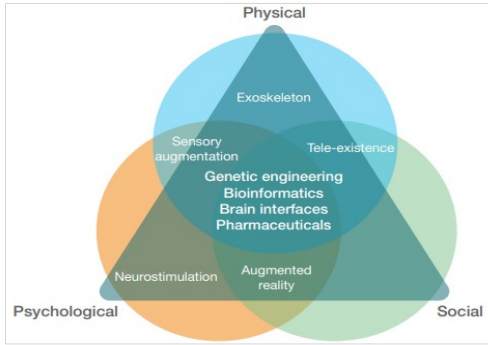 Physical
Exoskeleton
Sensory
augmentation
Tele-existence
Genetic engineering
Bioinformatics
Brain interfaces
Pharmaceuticals
Neurostimulation
Augmented
reality
Psychological
Social